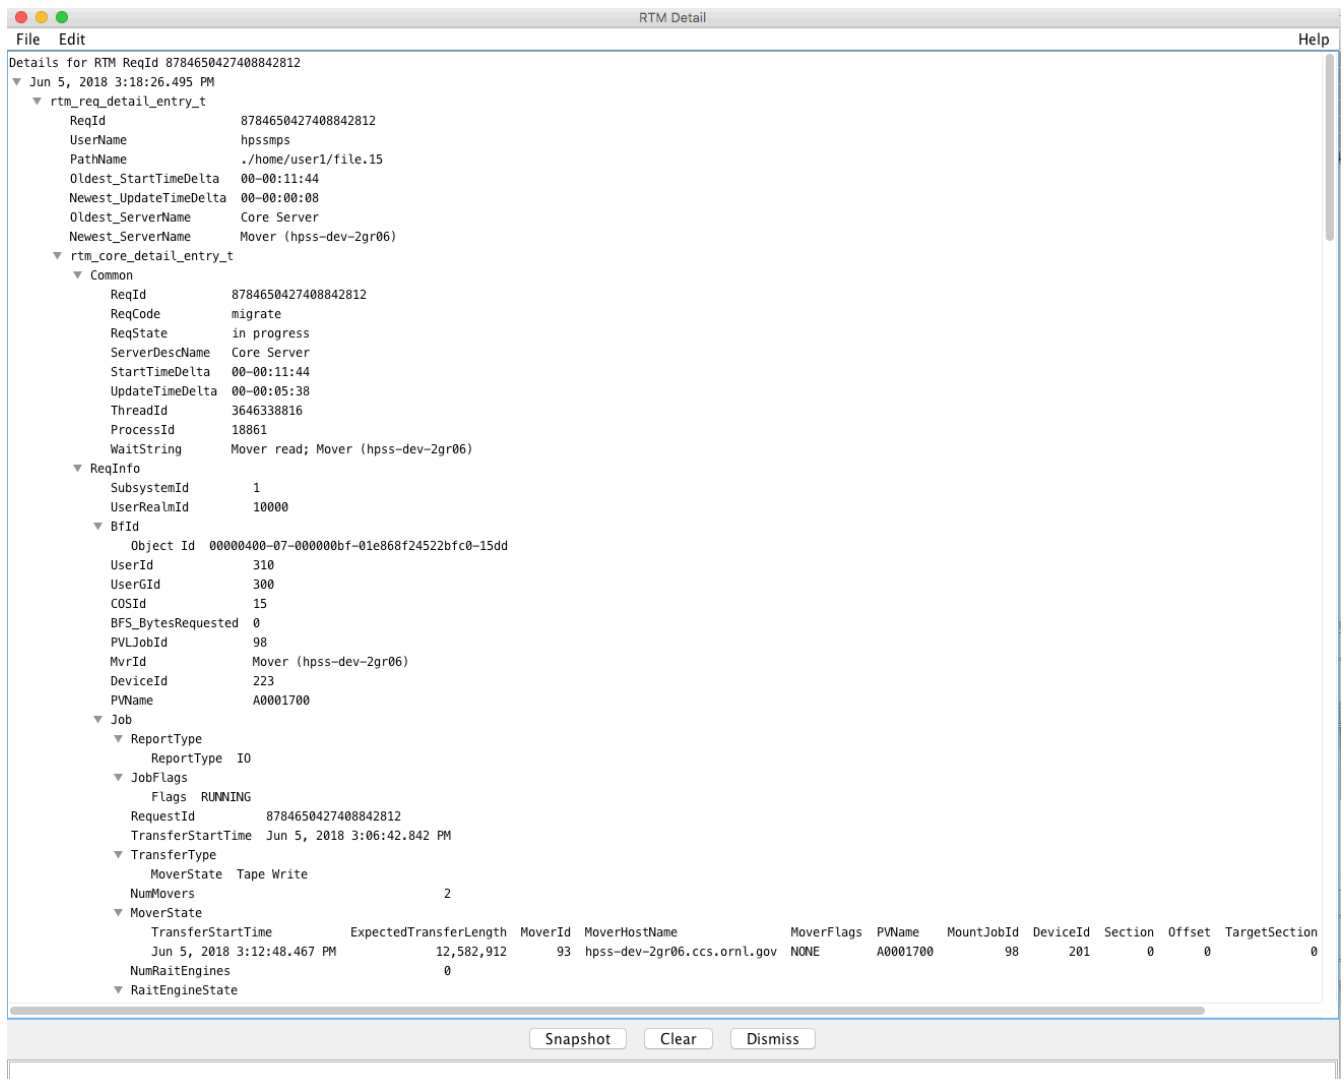 RTM Detail
File Edit Help
Details for RTM ReqId 8784650427408842812
Jun 5, 2018 3:18:26.495 PM
rtm_req_detail_entry_t
ReqId 8784650427408842812
UserName hpssmps
PathName ./home/user1/file.15
Oldest_StartTimeDelta 00-00:11:44
Newest_UpdateTimeDelta 00-00:00:08
Oldest_ServerName Core Server
Newest_ServerName Mover (hpss-dev-2gr06)
rtm_core_detail_entry_t
Common
ReqId 8784650427408842812
ReqCode migrate
ReqState in progress
ServerDescName Core Server
StartTimeDelta 00-00:11:44
UpdateTimeDelta 00-00:05:38
ThreadId 3646338816
ProcessId 18861
WaitString Mover read; Mover (hpss-dev-2gr06)
ReqInfo
SubsystemId 1
UserRealmId 10000
BfId
Object Id 00000400-07-000000bf-01e868f24522bfc0-15dd
UserId 310
UserGId 300
COSId 15
BFS_BytesRequested 0
PVLJobId 98
MvrId Mover (hpss-dev-2gr06)
DeviceId 223
PVName A0001700
Job
ReportType
ReportType IO
JobFlags
Flags RUNNING
RequestId 8784650427408842812
TransferStartTime Jun 5, 2018 3:06:42.842 PM
TransferType
MoverState Tape Write
NumMovers 2
MoverState
TransferStartTime ExpectedTransferLength MoverId MoverHostName MoverFlags PVName MountJobId DeviceId Section Offset TargetSection
Jun 5, 2018 3:12:48.467 PM 12,582,912 93 hpss-dev-2gr06.ccs.ornl.gov NONE A0001700 98 201 0 0 0
NumRaitEngines 0
RaitEngineState
Snapshot Clear Dismiss